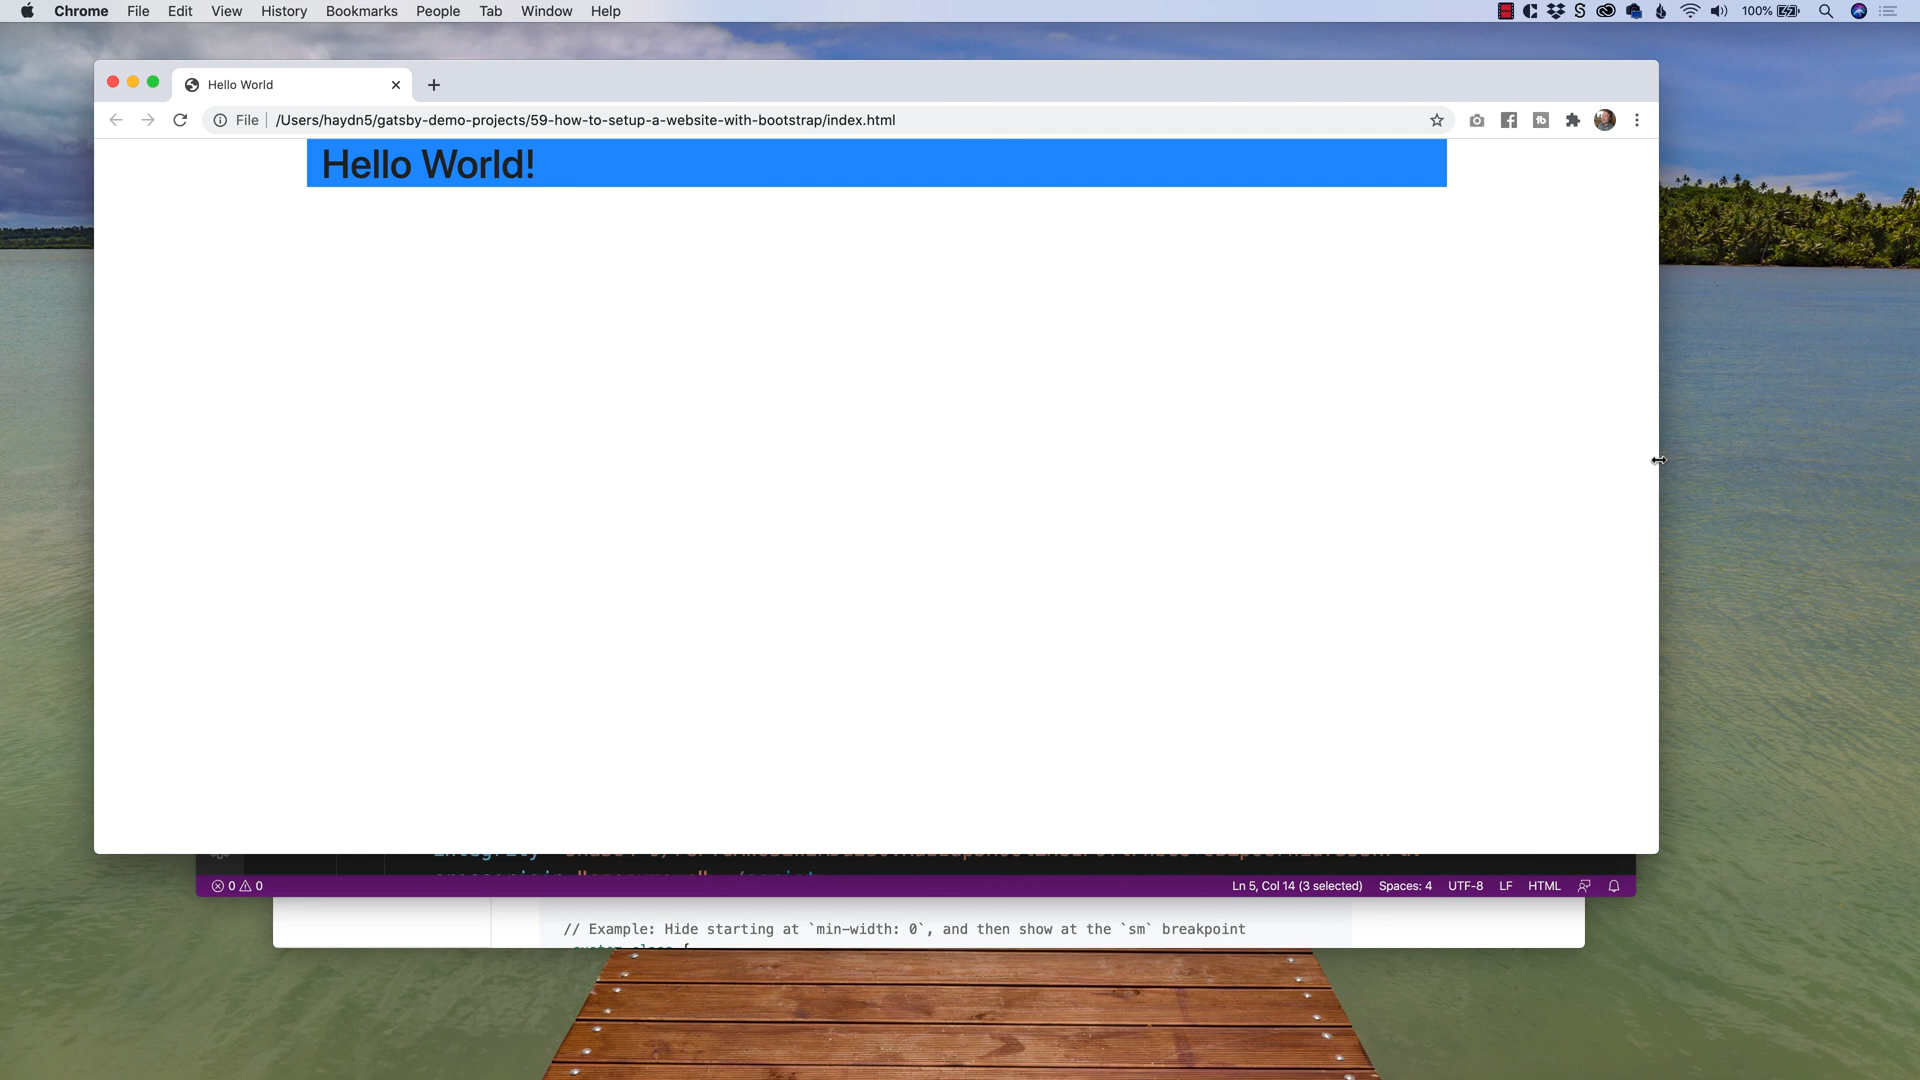 Chrome File Edit View History Bookmarks People Tab Window Help
100%
Hello World
File /Users/haydn5/gatsby-demo-projects/59-how-to-setup-a-website-with-bootstrap/index.html
Hello World!
0 0 Ln 5, Col 14 (3 selected) Spaces: 4 UTF-8 LF HTML
// Example: Hide starting at `min-width: 0`, and then show at the `sm` breakpoint